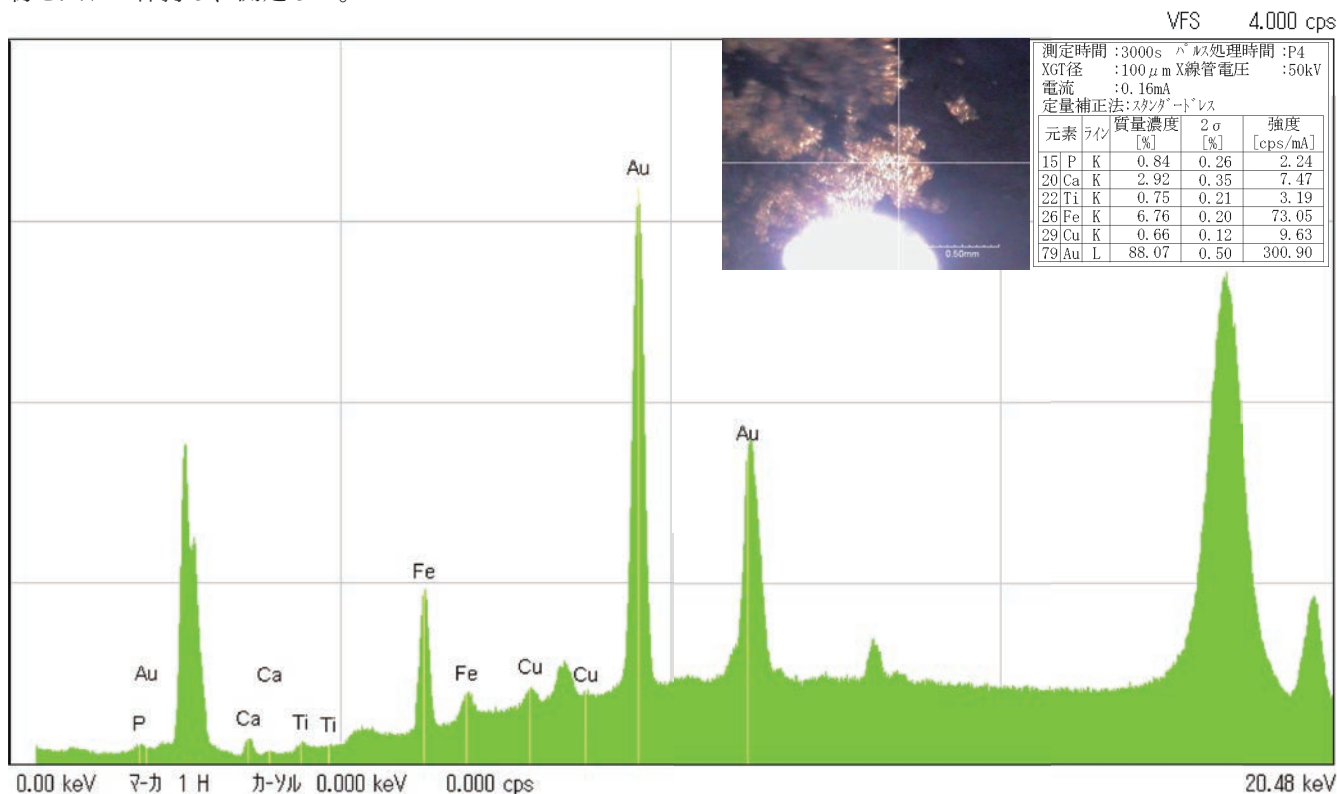 VFS 4.000 cps
測定時間 :3000s パルス処理時間 :P4
XGT径 :100μm X線管電圧 :50kV
電流 :0.16mA
定量補正法:スタンダードレス
元素 ライン 質量濃度[%] 2σ[%] 強度[cps/mA]
15 P K 0.84 0.26 2.24
20 Ca K 2.92 0.35 7.47
22 Ti K 0.75 0.21 3.19
26 Fe K 6.76 0.20 73.05
29 Cu K 0.66 0.12 9.63
79 Au L 88.07 0.50 300.90
0.50mm
Au
Au
Fe
Au Ca Fe Cu Cu
P Ca Ti Ti
0.00 keV マーカ 1 H カーソル 0.000 keV 0.000 cps 20.48 keV